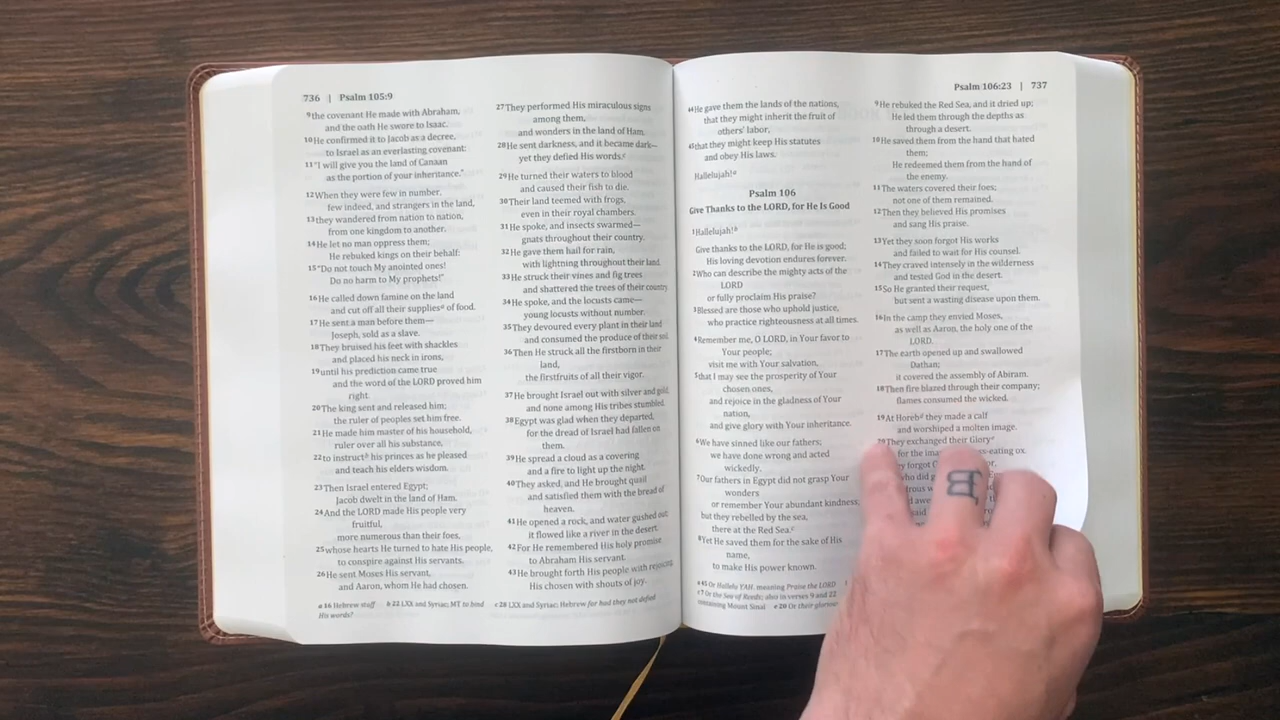 736 | Psalm 105:9
9the covenant He made with Abraham,
and the oath He swore to Isaac.
10He confirmed it to Jacob as a decree,
to Israel as an everlasting covenant:
11“I will give you the land of Canaan
as the portion of your inheritance.”
12When they were few in number,
few indeed, and strangers in the land,
13they wandered from nation to nation,
from one kingdom to another.
14He let no man oppress them;
He rebuked kings on their behalf:
15“Do not touch My anointed ones!
Do no harm to My prophets!”
16He called down famine on the land
and cut off all their suppliesa of food.
17He sent a man before them—
Joseph, sold as a slave.
18They bruised his feet with shackles
and placed his neck in irons,
19until his prediction came true
and the word of the LORD proved him
right.
20The king sent and released him;
the ruler of peoples set him free.
21He made him master of his household,
ruler over all his substance,
22to instructb his princes as he pleased
and teach his elders wisdom.
23Then Israel entered Egypt;
Jacob dwelt in the land of Ham.
24And the LORD made His people very
fruitful,
more numerous than their foes,
25whose hearts He turned to hate His people,
to conspire against His servants.
26He sent Moses His servant,
and Aaron, whom He had chosen.
27They performed His miraculous signs
among them,
and wonders in the land of Ham.
28He sent darkness, and it became dark—
yet they defied His words.c
29He turned their waters to blood
and caused their fish to die.
30Their land teemed with frogs,
even in their royal chambers.
31He spoke, and insects swarmed—
gnats throughout their country.
32He gave them hail for rain,
with lightning throughout their land.
33He struck their vines and fig trees
and shattered the trees of their country.
34He spoke, and the locusts came—
young locusts without number.
35They devoured every plant in their land
and consumed the produce of their soil.
36Then He struck all the firstborn in their
land,
the firstfruits of all their vigor.
37He brought Israel out with silver and gold,
and none among His tribes stumbled.
38Egypt was glad when they departed,
for the dread of Israel had fallen on
them.
39He spread a cloud as a covering
and a fire to light up the night.
40They asked, and He brought quail
and satisfied them with the bread of
heaven.
41He opened a rock, and water gushed out;
it flowed like a river in the desert.
42For He remembered His holy promise
to Abraham His servant.
43He brought forth His people with rejoicing,
His chosen with shouts of joy.
a 16 Hebrew staff b 22 LXX and Syriac; MT to bind c 28 LXX and Syriac; Hebrew for had they not defied
His words?
Psalm 106:23 | 737
44He gave them the lands of the nations,
that they might inherit the fruit of
others’ labor,
45that they might keep His statutes
and obey His laws.
Hallelujah!a
Psalm 106
Give Thanks to the LORD, for He Is Good
1Hallelujah!b
Give thanks to the LORD, for He is good;
His loving devotion endures forever.
2Who can describe the mighty acts of the
LORD
or fully proclaim His praise?
3Blessed are those who uphold justice,
who practice righteousness at all times.
4Remember me, O LORD, in Your favor to
Your people;
visit me with Your salvation,
5that I may see the prosperity of Your
chosen ones,
and rejoice in the gladness of Your
nation,
and give glory with Your inheritance.
6We have sinned like our fathers;
we have done wrong and acted
wickedly.
7Our fathers in Egypt did not grasp Your
wonders
or remember Your abundant kindness;
but they rebelled by the sea,
there at the Red Sea.c
8Yet He saved them for the sake of His
name,
to make His power known.
9He rebuked the Red Sea, and it dried up;
He led them through the depths as
through a desert.
10He saved them from the hand that hated
them;
He redeemed them from the hand of
the enemy.
11The waters covered their foes;
not one of them remained.
12Then they believed His promises
and sang His praise.
13Yet they soon forgot His works
and failed to wait for His counsel.
14They craved intensely in the wilderness
and tested God in the desert.
15So He granted their request,
but sent a wasting disease upon them.
16In the camp they envied Moses,
as well as Aaron, the holy one of the
LORD.
17The earth opened up and swallowed
Dathan;
it covered the assembly of Abiram.
18Then fire blazed through their company;
flames consumed the wicked.
19At Horebd they made a calf
and worshiped a molten image.
20They exchanged their Glorye
for the -eating ox.
forgot
who did
said
a 45 Or Hallelu YAH, meaning Praise the LORD
c 7 Or the Sea of Reeds; also in verses 9 and 22
Mount Sinai e 20 Or their glorious